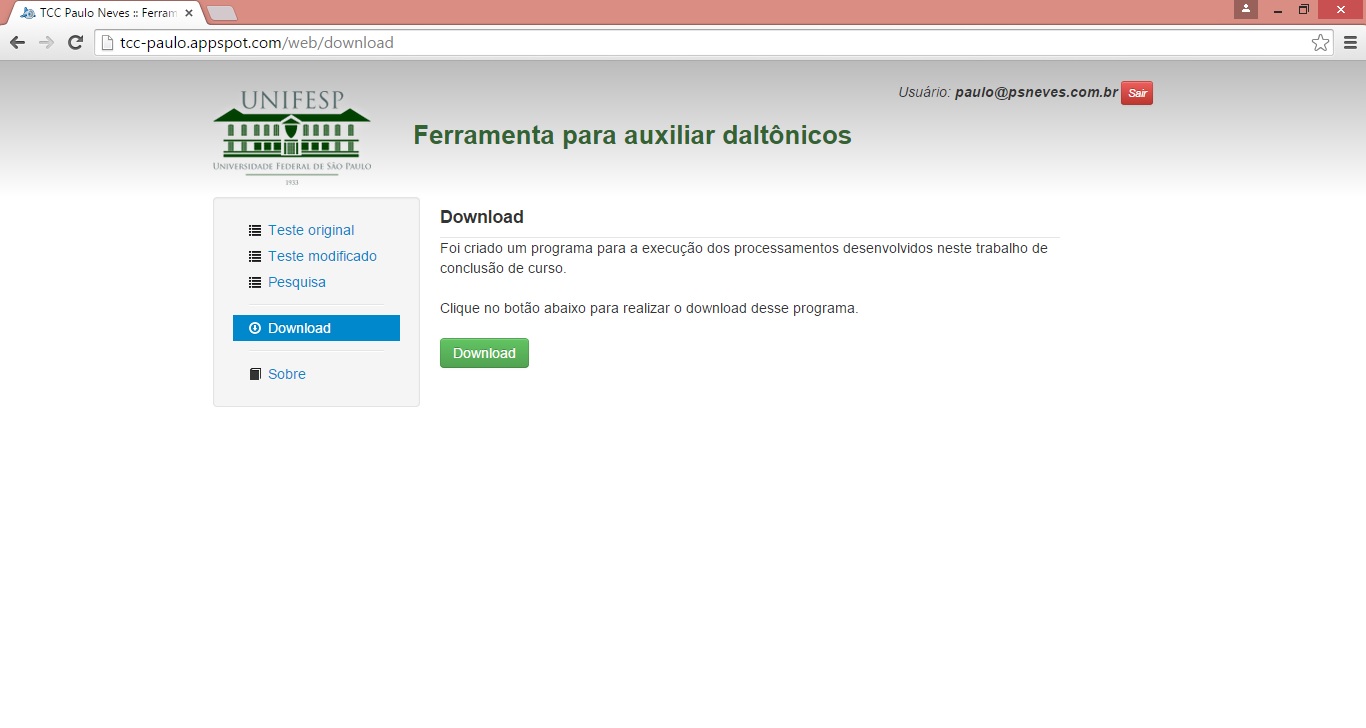 TCC Paulo Neves :: Ferram
tcc-paulo.appspot.com/web/download
UNIFESP
UNIVERSIDADE FEDERAL DE SÃO PAULO
1933
Usuário: paulo@psneves.com.br Sair
Ferramenta para auxiliar daltônicos
Teste original
Teste modificado
Pesquisa
Download
Sobre
Download
Foi criado um programa para a execução dos processamentos desenvolvidos neste trabalho de
conclusão de curso.
Clique no botão abaixo para realizar o download desse programa.
Download